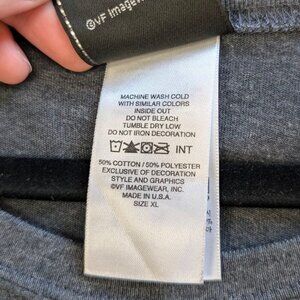 ©VF Imagewear
MACHINE WASH COLD
WITH SIMILAR COLORS
INSIDE OUT
DO NOT BLEACH
TUMBLE DRY LOW
DO NOT IRON DECORATION
INT
50% COTTON / 50% POLYESTER
EXCLUSIVE OF DECORATION
STYLE AND GRAPHICS
©VF IMAGEWEAR, INC.
MADE IN U.S.A.
SIZE XL